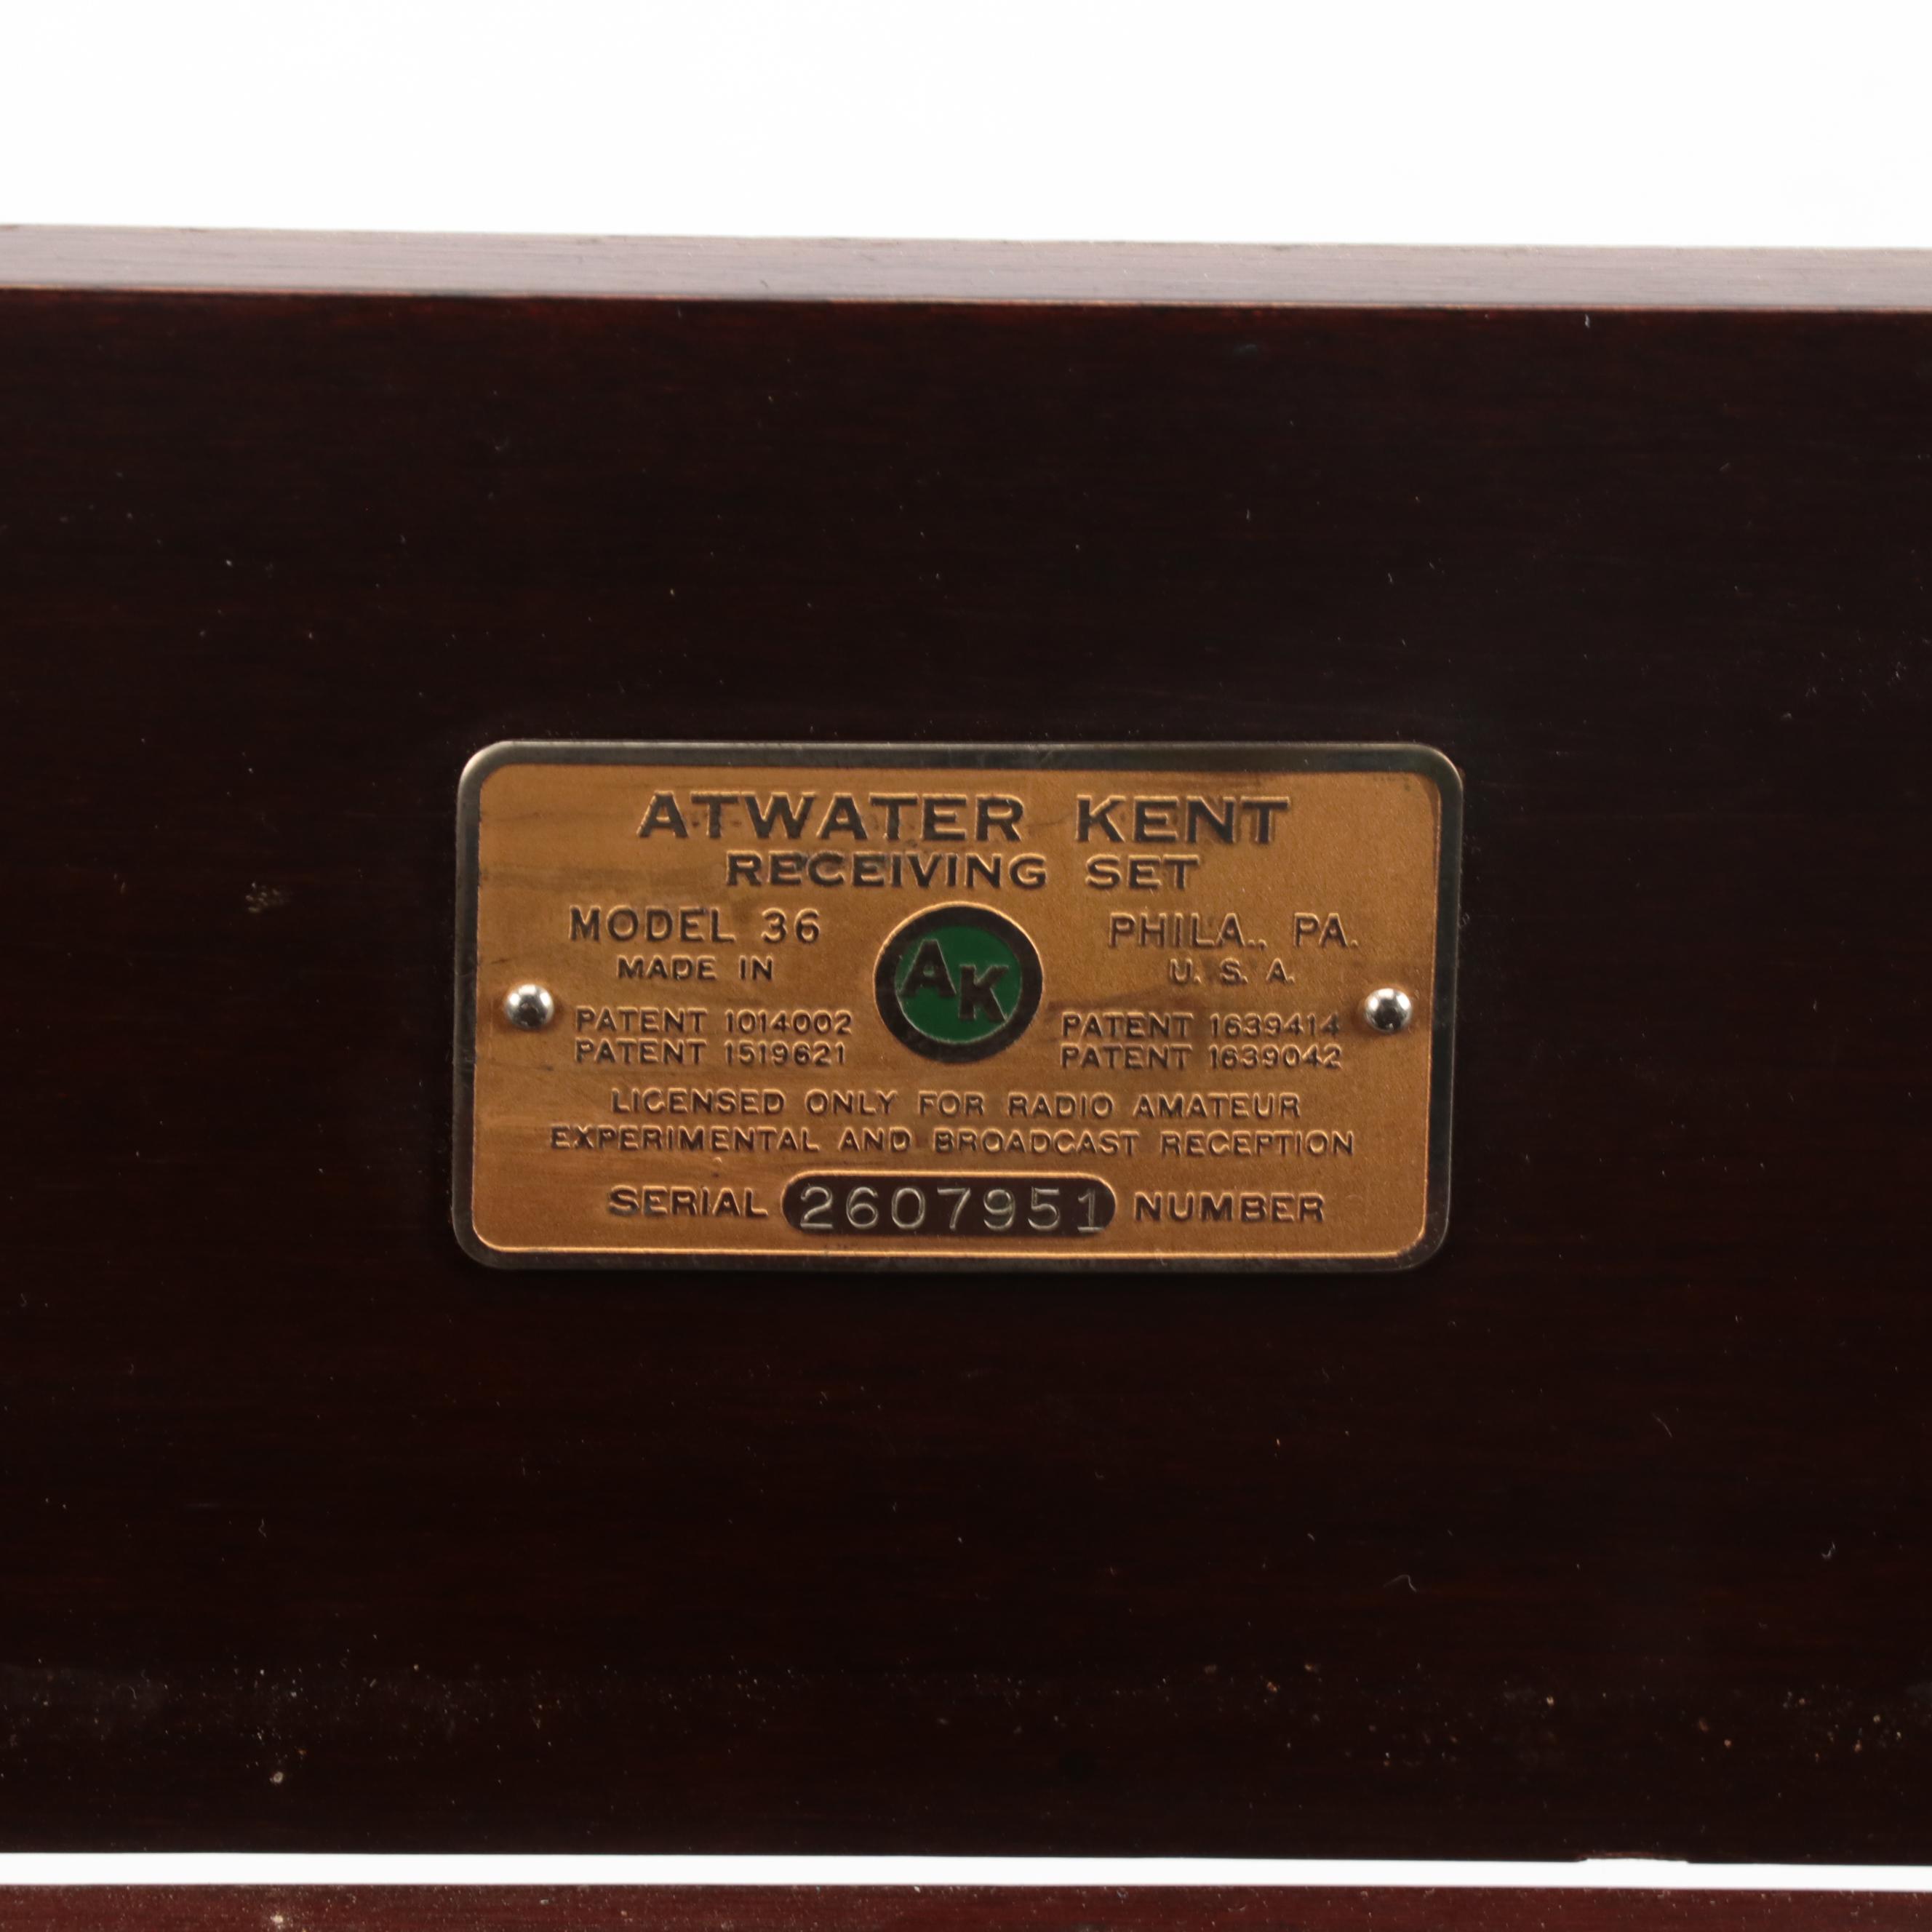 ATWATER KENT
RECEIVING SET
MODEL 36
MADE IN
PATENT 1014002
PATENT 1519621
AK
PHILA., PA.
U. S. A.
PATENT 1639414
PATENT 1639042
LICENSED ONLY FOR RADIO AMATEUR
EXPERIMENTAL AND BROADCAST RECEPTION
SERIAL 2607951 NUMBER